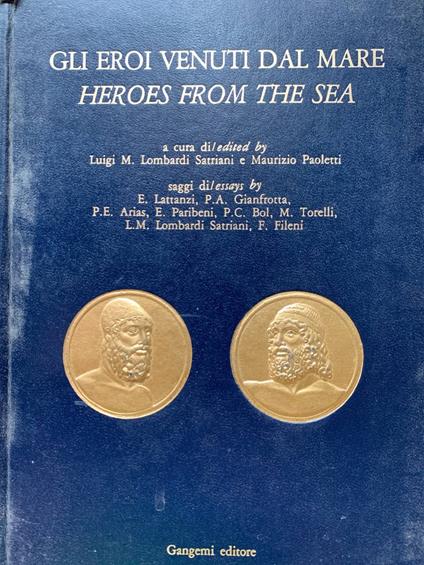 GLI EROI VENUTI DAL MARE
HEROES FROM THE SEA
a cura di/edited by
Luigi M. Lombardi Satriani e Maurizio Paoletti
saggi di/essays by
E. Lattanzi, P.A. Gianfrotta,
P.E. Arias, E. Paribeni, P.C. Bol, M. Torelli,
L.M. Lombardi Satriani, F. Fileni
Gangemi editore